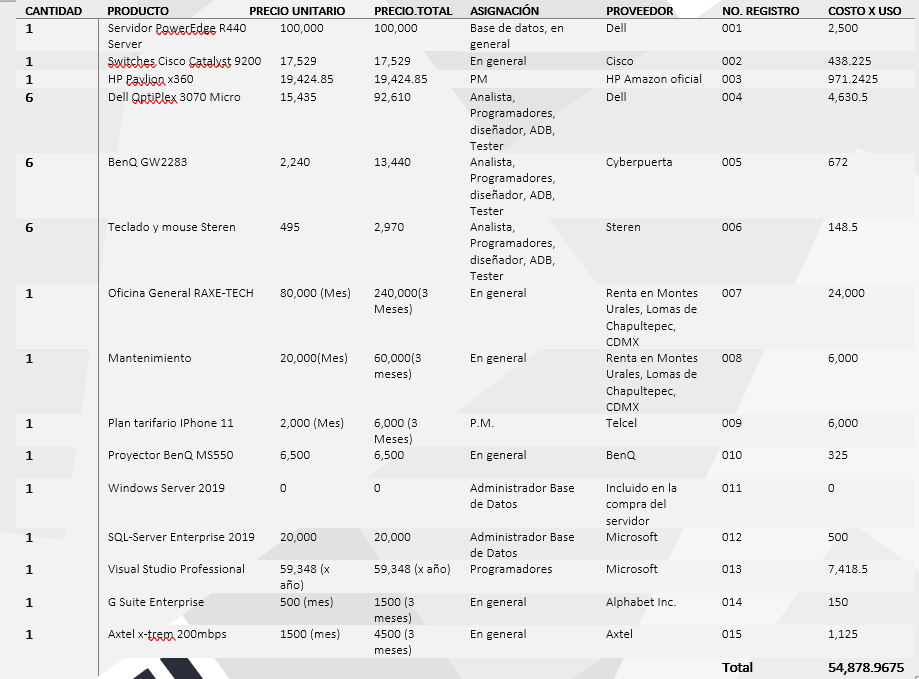 CANTIDAD PRODUCTO PRECIO UNITARIO PRECIO.TOTAL ASIGNACIÓN PROVEEDOR NO. REGISTRO COSTO X USO
1 Servidor PowerEdge R440 100,000 100,000 Base de datos, en Dell 001 2,500
Server general
1 Switches Cisco Catalyst 9200 17,529 17,529 En general Cisco 002 438.225
1 HP Pavlion x360 19,424.85 19,424.85 PM HP Amazon oficial 003 971.2425
6 Dell OptiPlex 3070 Micro 15,435 92,610 Analista, Dell 004 4,630.5
Programadores,
diseñador, ADB,
Tester
6 BenQ GW2283 2,240 13,440 Analista, Cyberpuerta 005 672
Programadores,
diseñador, ADB,
Tester
6 Teclado y mouse Steren 495 2,970 Analista, Steren 006 148.5
Programadores,
diseñador, ADB,
Tester
1 Oficina General RAXE-TECH 80,000 (Mes) 240,000(3 En general Renta en Montes 007 24,000
Meses) Urales, Lomas de
Chapultepec,
CDMX
1 Mantenimiento 20,000(Mes) 60,000(3 En general Renta en Montes 008 6,000
meses) Urales, Lomas de
Chapultepec,
CDMX
1 Plan tarifario IPhone 11 2,000 (Mes) 6,000 (3 P.M. Telcel 009 6,000
Meses)
1 Proyector BenQ MS550 6,500 6,500 En general BenQ 010 325
1 Windows Server 2019 0 0 Administrador Base Incluido en la 011 0
de Datos compra del
servidor
1 SQL-Server Enterprise 2019 20,000 20,000 Administrador Base Microsoft 012 500
de Datos
1 Visual Studio Professional 59,348 (x 59,348 (x año) Programadores Microsoft 013 7,418.5
año)
1 G Suite Enterprise 500 (mes) 1500 (3 En general Alphabet Inc. 014 150
meses)
1 Axtel x-trem 200mbps 1500 (mes) 4500 (3 En general Axtel 015 1,125
meses)
Total 54,878.9675